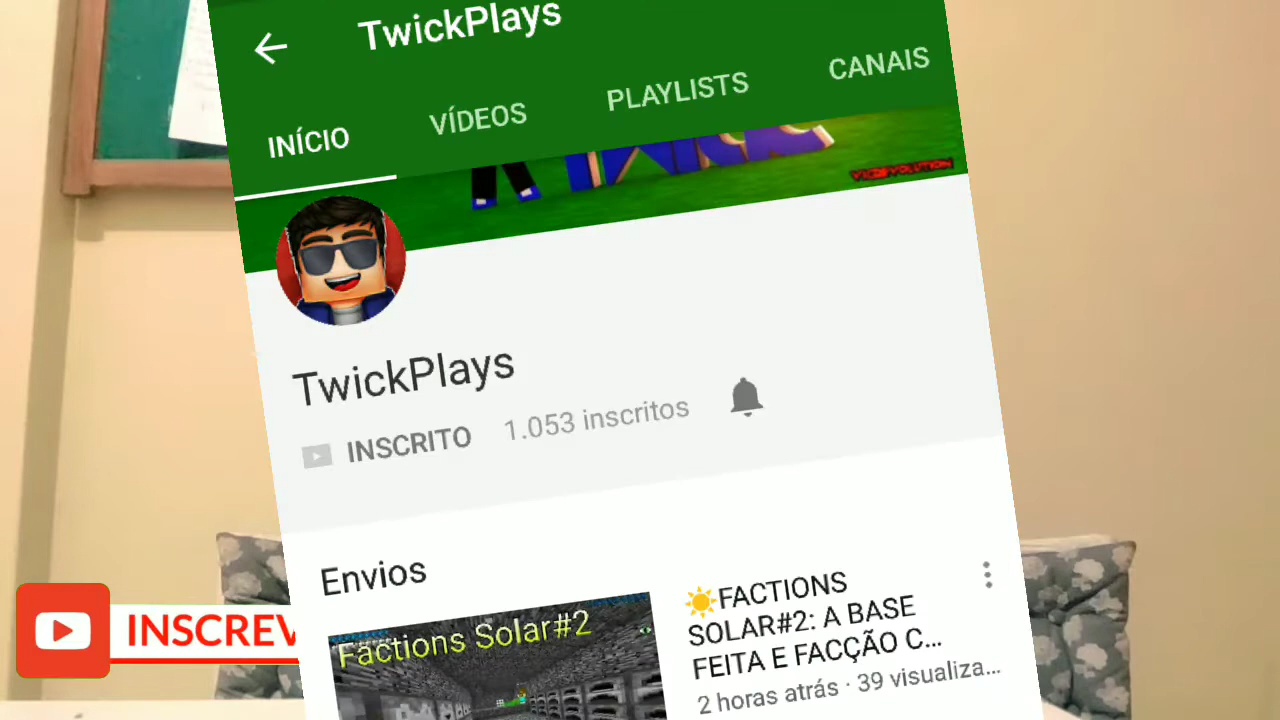 TwickPlays
INÍCIO
VÍDEOS
PLAYLISTS
CANAIS
VICDEVOLUTION
TwickPlays
INSCRITO
1.053 inscritos
Envios
Factions Solar#2
FACTIONS
SOLAR#2: A BASE
FEITA E FACÇÃO C...
2 horas atrás · 39 visualiza...
INSCREV